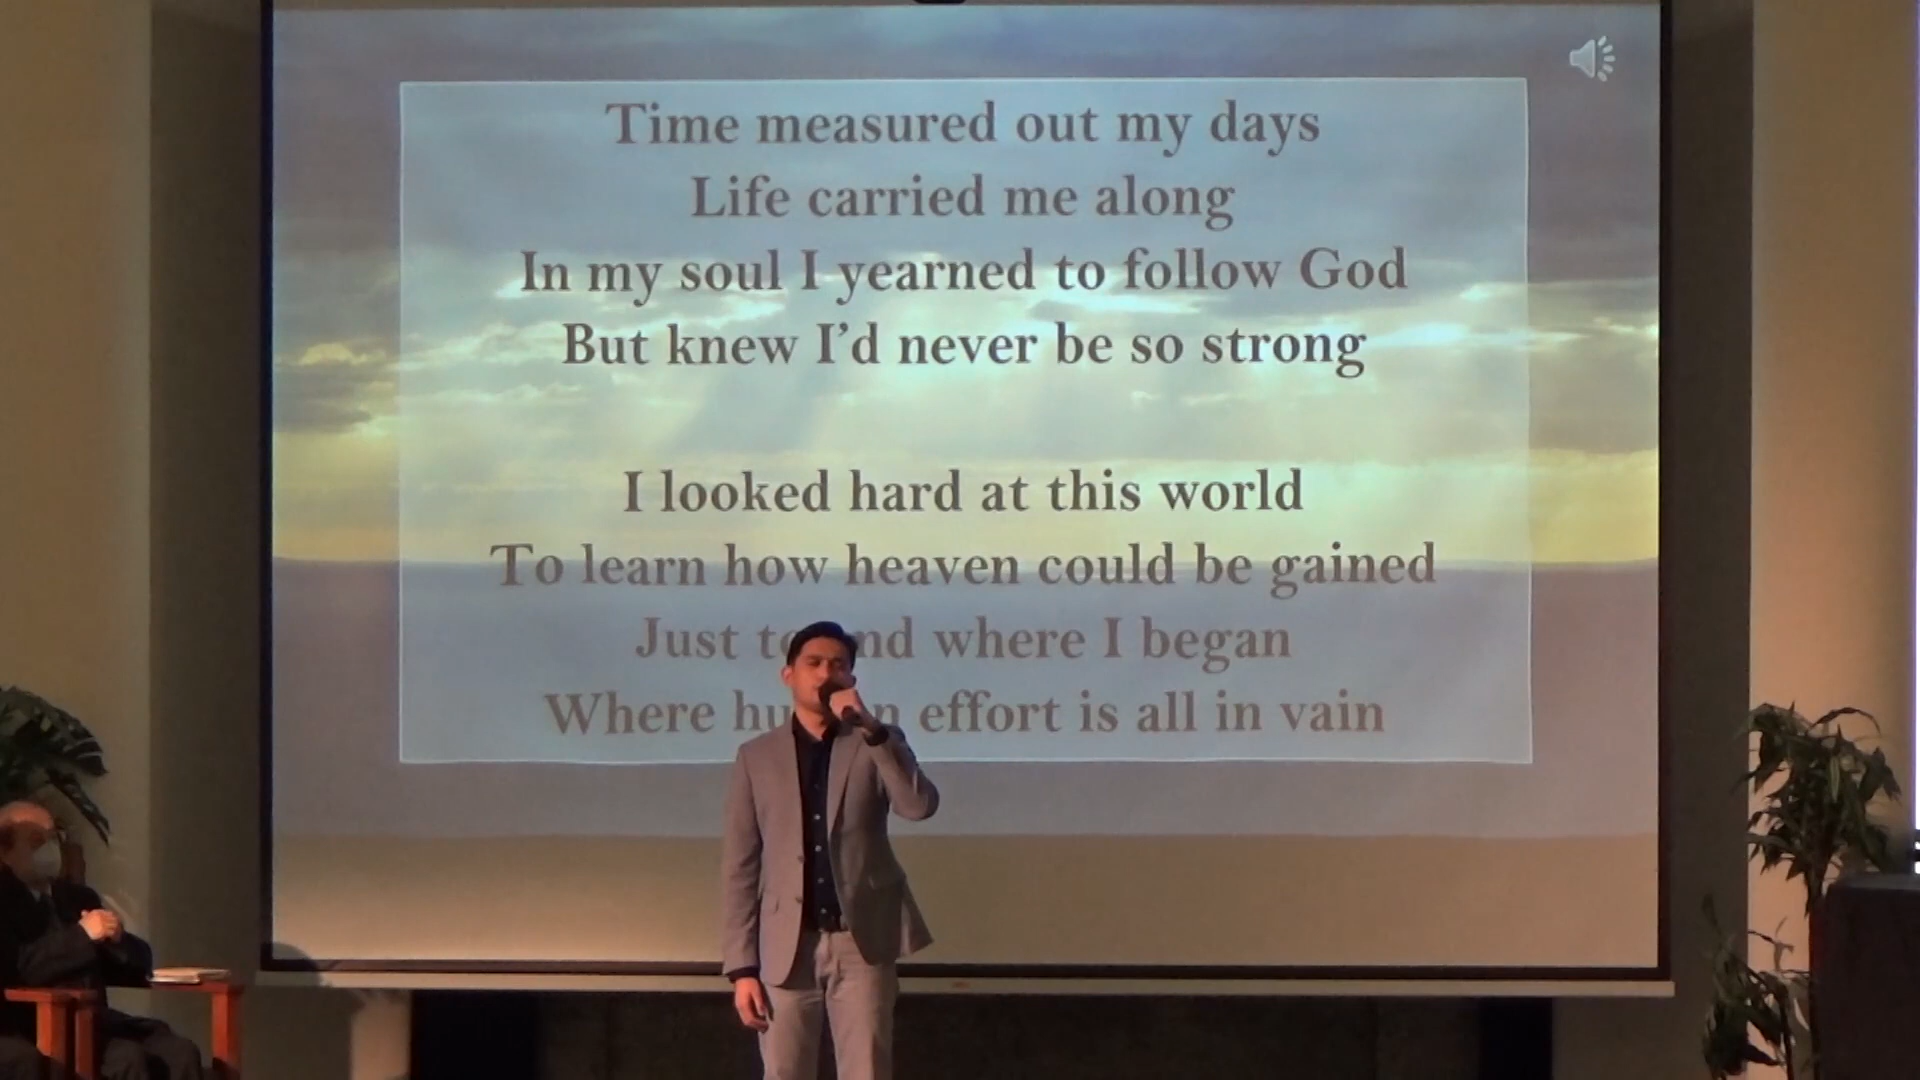 Time measured out my days
Life carried me along
In my soul I yearned to follow God
But knew I'd never be so strong
I looked hard at this world
To learn how heaven could be gained
Just where I began
Where effort is all in vain